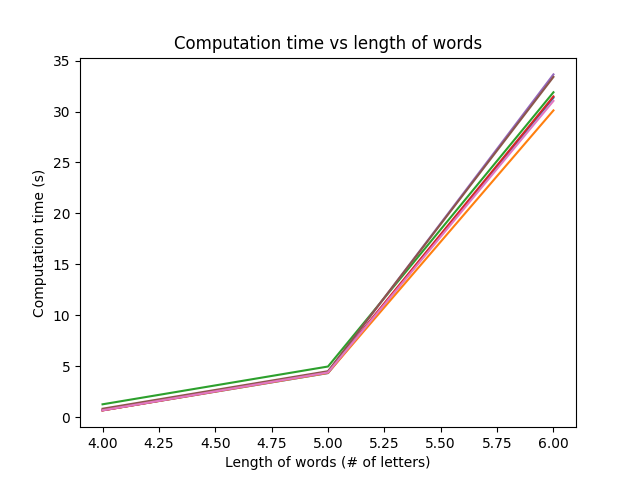 Computation time vs length of words
35
30
25
20
15
10
5
0
Computation time (s)
4.00 4.25 4.50 4.75 5.00 5.25 5.50 5.75 6.00
Length of words (# of letters)